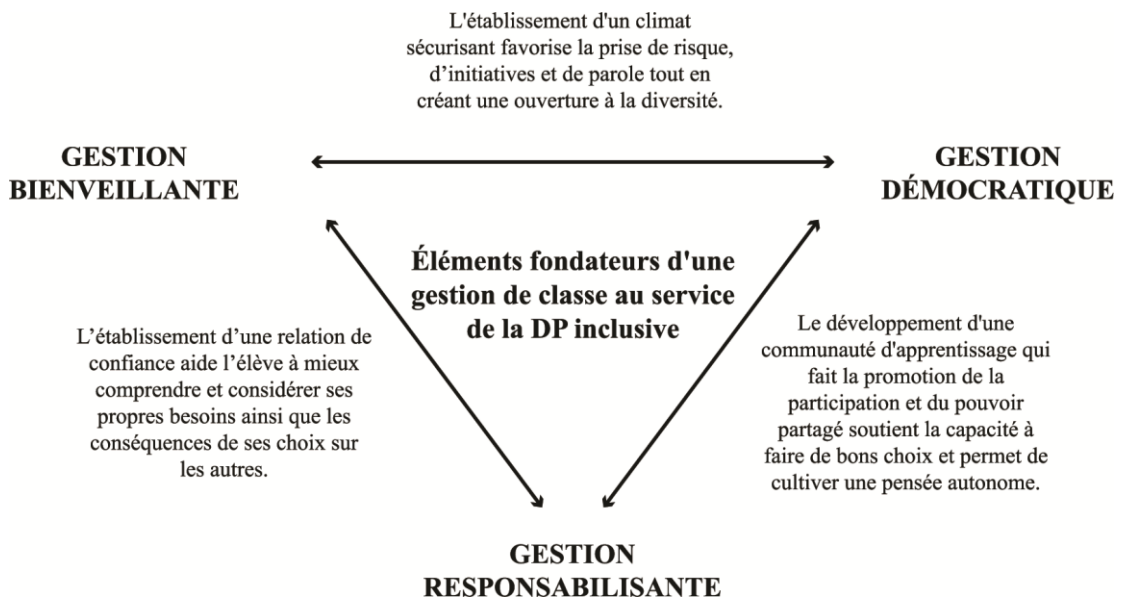 L'établissement d'un climat
sécurisant favorise la prise de risque,
d’initiatives et de parole tout en
créant une ouverture à la diversité.
GESTION
BIENVEILLANTE
GESTION
DÉMOCRATIQUE
Éléments fondateurs d'une
gestion de classe au service
de la DP inclusive
L’établissement d’une relation de
confiance aide l’élève à mieux
comprendre et considérer ses
propres besoins ainsi que les
conséquences de ses choix sur
les autres.
Le développement d'une
communauté d'apprentissage qui
fait la promotion de la
participation et du pouvoir
partagé soutient la capacité à
faire de bons choix et permet de
cultiver une pensée autonome.
GESTION
RESPONSABILISANTE